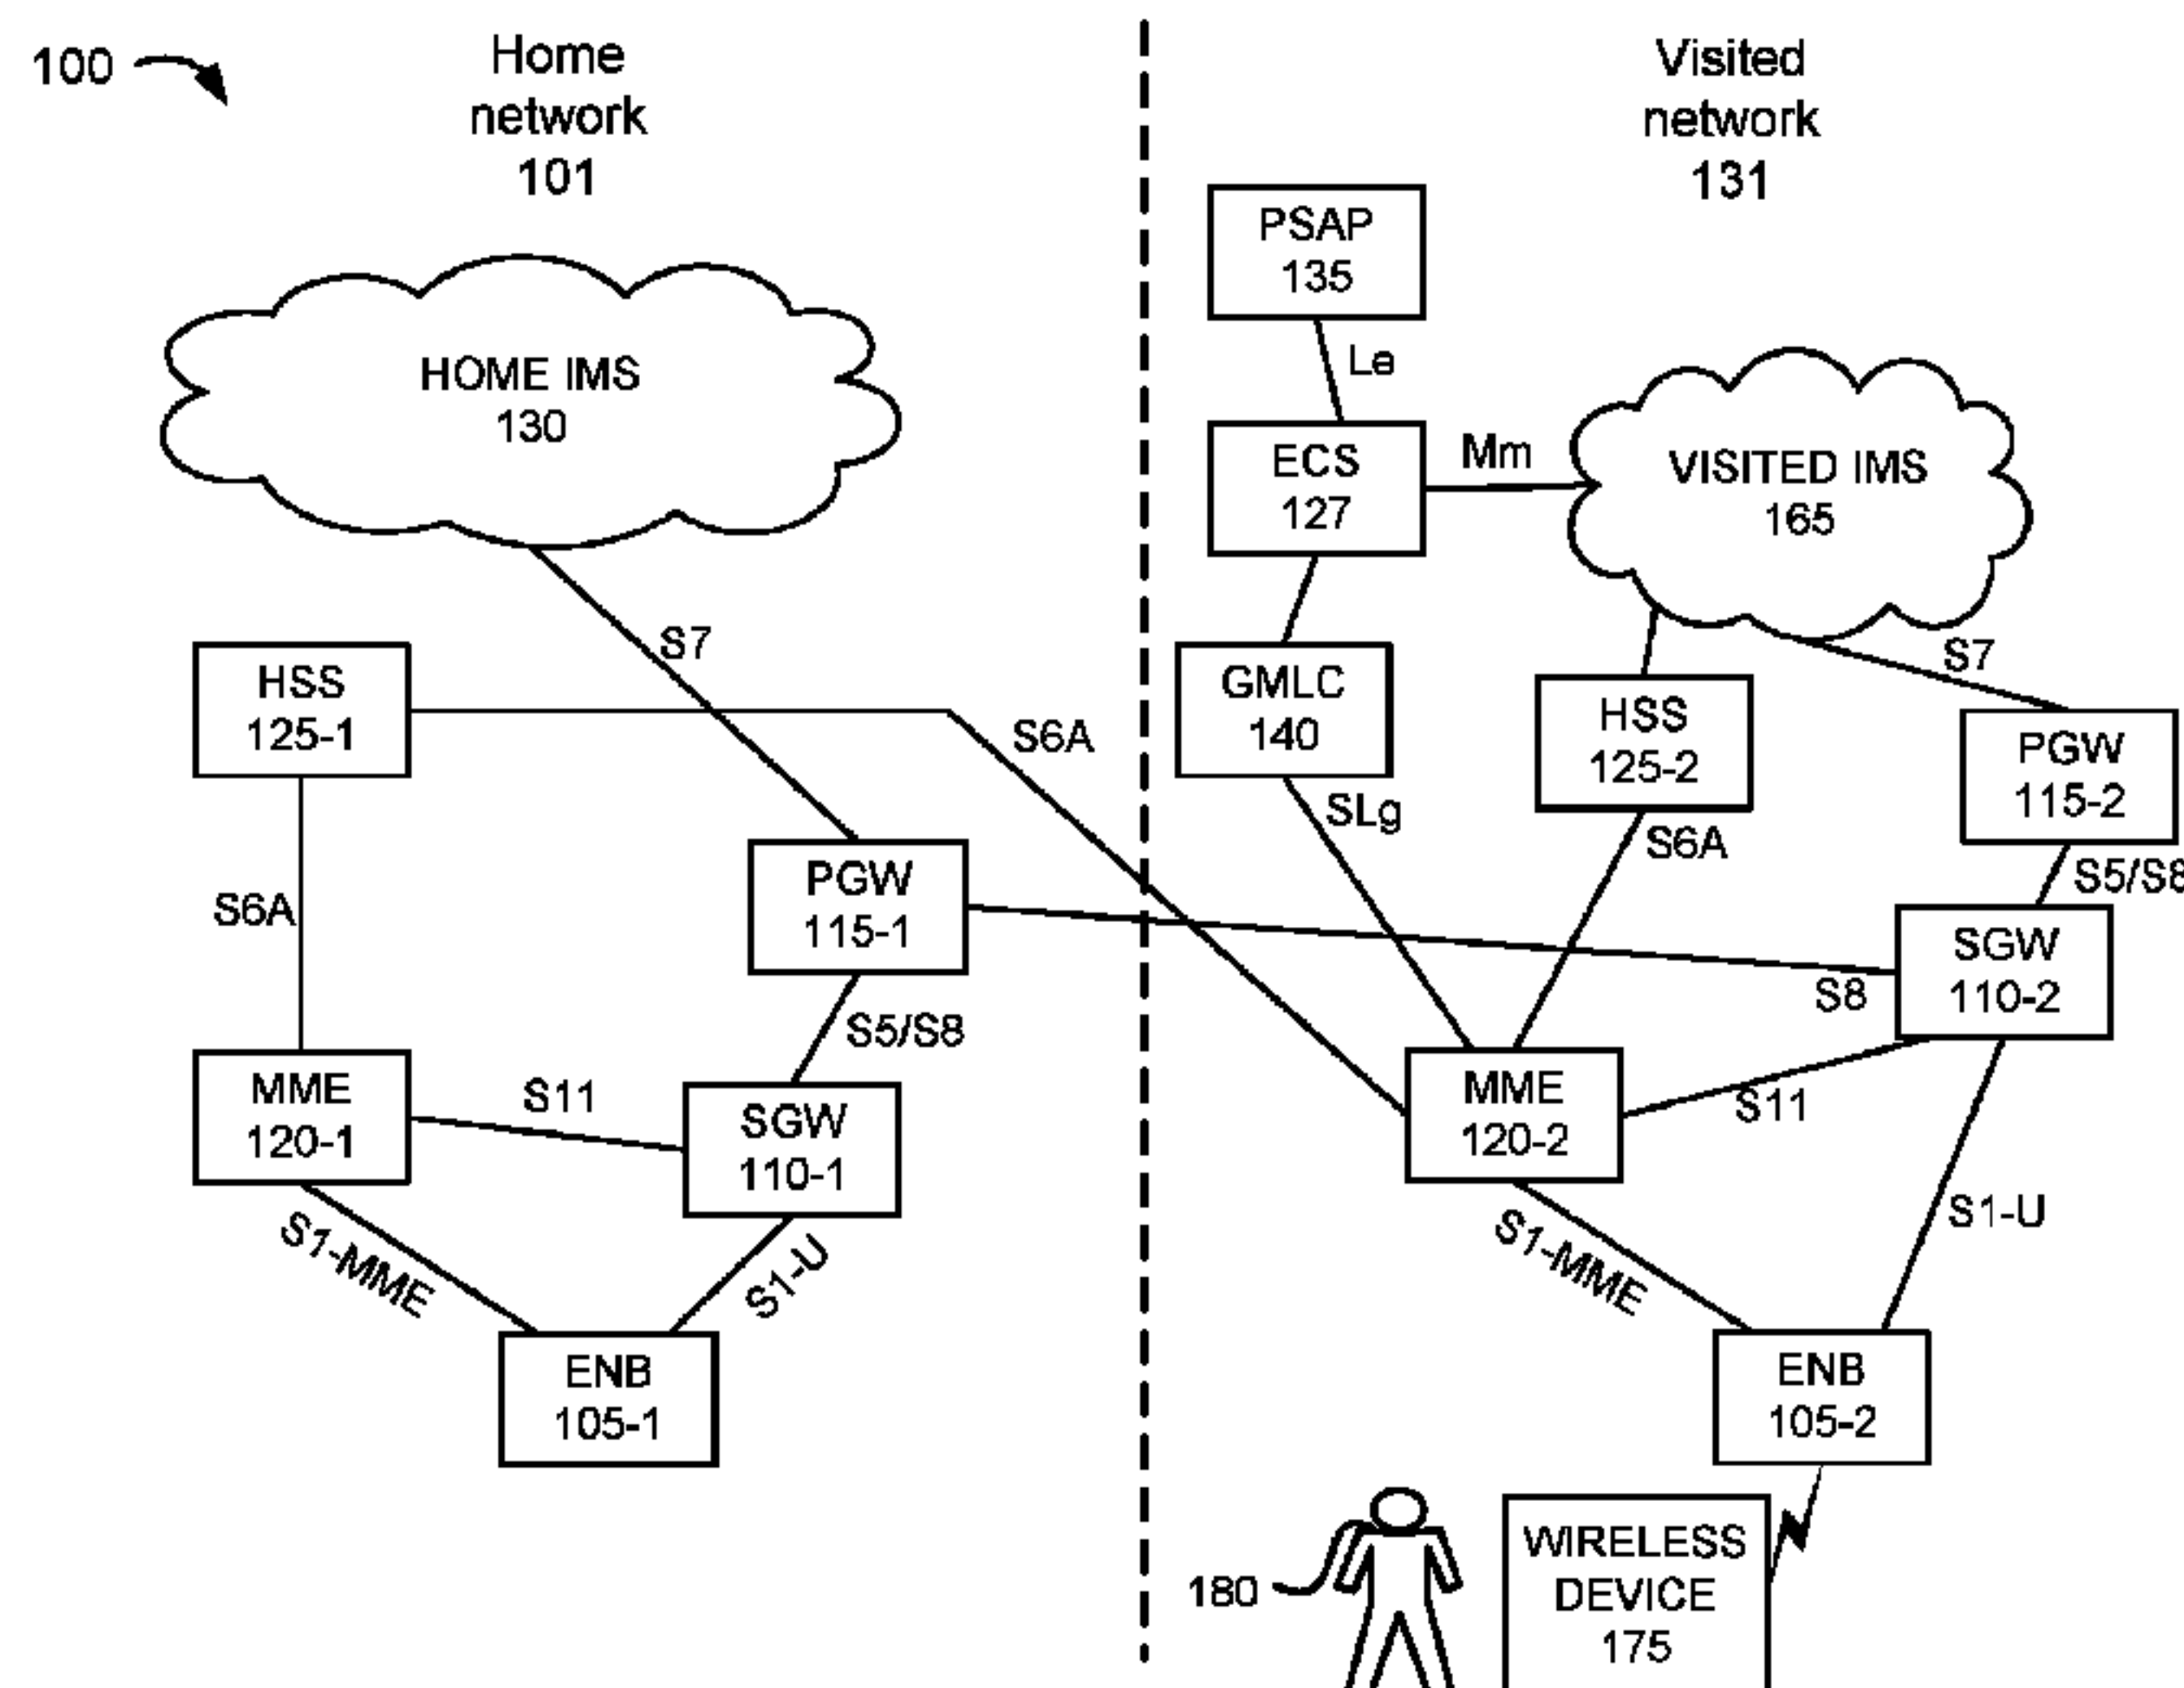 100
Home
network
101
Visited
network
131
PSAP
135
Le
HOME IMS
130
ECS
127
Mm
VISITED IMS
165
S7
HSS
125-1
S6A
GMLC
140
HSS
125-2
S7
PGW
115-2
SLg
S6A
S5/S8
PGW
115-1
S6A
SGW
110-2
S8
S5/S8
MME
120-1
S11
SGW
110-1
MME
120-2
S11
S1-MME
S1-U
S1-MME
S1-U
ENB
105-1
ENB
105-2
180
WIRELESS
DEVICE
175